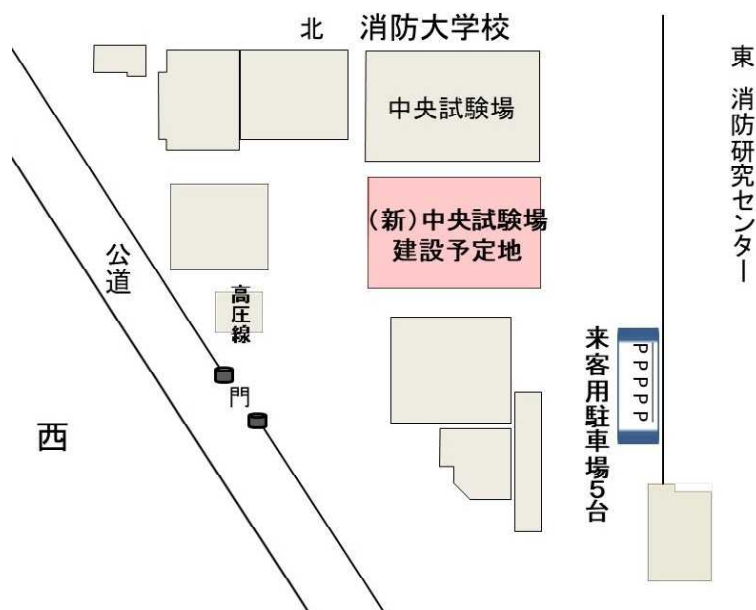 北 消防大学校
東 消防研究センター
中央試験場
(新)中央試験場
建設予定地
公道
高圧線
門
西
来客用駐車場5台
PPPPP